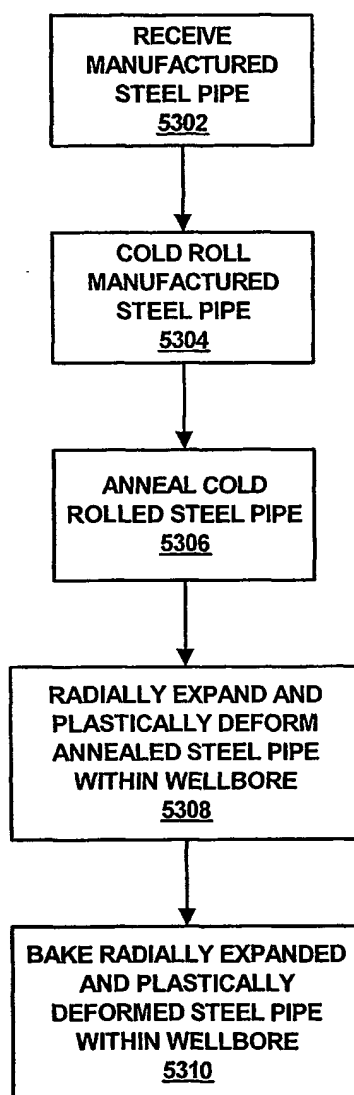 RECEIVE
MANUFACTURED
STEEL PIPE
5302
COLD ROLL
MANUFACTURED
STEEL PIPE
5304
ANNEAL COLD
ROLLED STEEL PIPE
5306
RADIALLY EXPAND AND
PLASTICALLY DEFORM
ANNEALED STEEL PIPE
WITHIN WELLBORE
5308
BAKE RADIALLY EXPANDED
AND PLASTICALLY
DEFORMED STEEL PIPE
WITHIN WELLBORE
5310